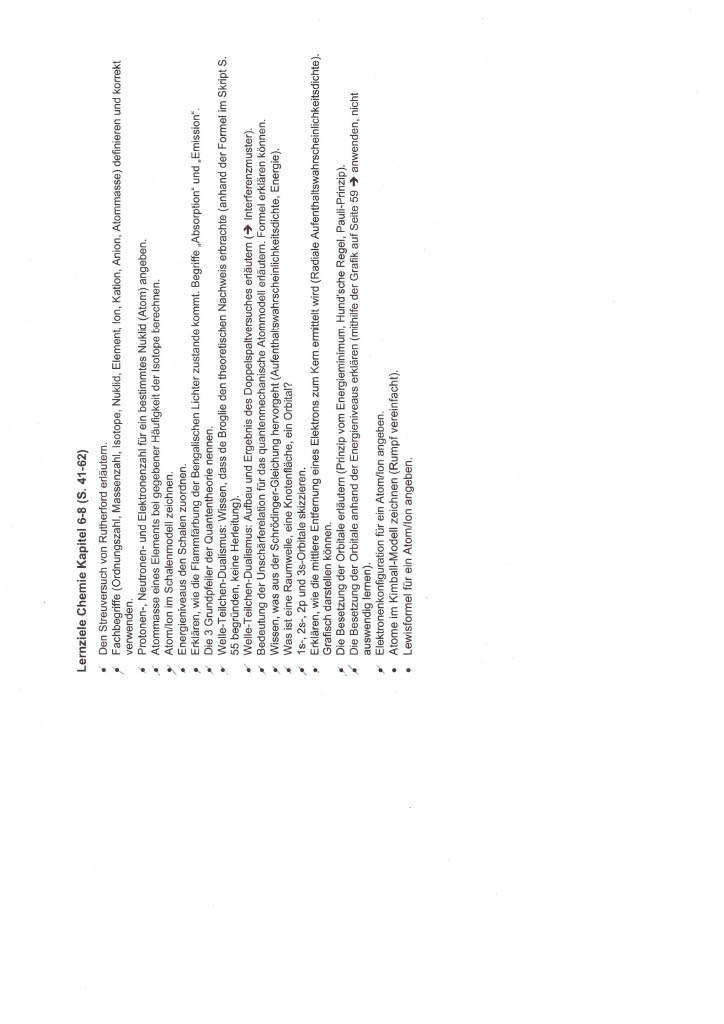 Lernziele Chemie Kapitel 6-8 (S. 41-62)
• Den Streuversuch von Rutherford erläutern.
• Fachbegriffe (Ordnungszahl, Massenzahl, Isotope, Nuklid, Element, Ion, Kation, Anion, Atommasse) definieren und korrekt
verwenden.
• Protonen-, Neutronen- und Elektronenzahl für ein bestimmtes Nuklid (Atom) angeben.
• Atommasse eines Elements bei gegebener Häufigkeit der Isotope berechnen.
• Atom/Ion im Schalenmodell zeichnen.
• Energieniveaus den Schalen zuordnen.
• Erklären, wie die Flammfärbung der Bengalischen Lichter zustande kommt. Begriffe „Absorption“ und „Emission“.
• Die 3 Grundpfeiler der Quantentheorie nennen.
• Welle-Teilchen-Dualismus: Wissen, dass de Broglie den theoretischen Nachweis erbrachte (anhand der Formel im Skript S.
55 begründen, keine Herleitung).
• Welle-Teilchen-Dualismus: Aufbau und Ergebnis des Doppelspaltversuches erläutern (➔ Interferenzmuster).
• Bedeutung der Unschärferelation für das quantenmechanische Atommodell erläutern. Formel erklären können.
• Wissen, was aus der Schrödinger-Gleichung hervorgeht (Aufenthaltswahrscheinlichkeitsdichte, Energie).
• Was ist eine Raumwelle, eine Knotenfläche, ein Orbital?
• 1s-, 2s-, 2p und 3s-Orbitale skizzieren.
• Erklären, wie die mittlere Entfernung eines Elektrons zum Kern ermittelt wird (Radiale Aufenthaltswahrscheinlichkeitsdichte).
Grafisch darstellen können.
• Die Besetzung der Orbitale erläutern (Prinzip vom Energieminimum, Hund'sche Regel, Pauli-Prinzip).
• Die Besetzung der Orbitale anhand der Energieniveaus erklären (mithilfe der Grafik auf Seite 59 ➔ anwenden, nicht
auswendig lernen).
• Elektronenkonfiguration für ein Atom/Ion angeben.
• Atome im Kimball-Modell zeichnen (Rumpf vereinfacht).
• Lewisformel für ein Atom/Ion angeben.